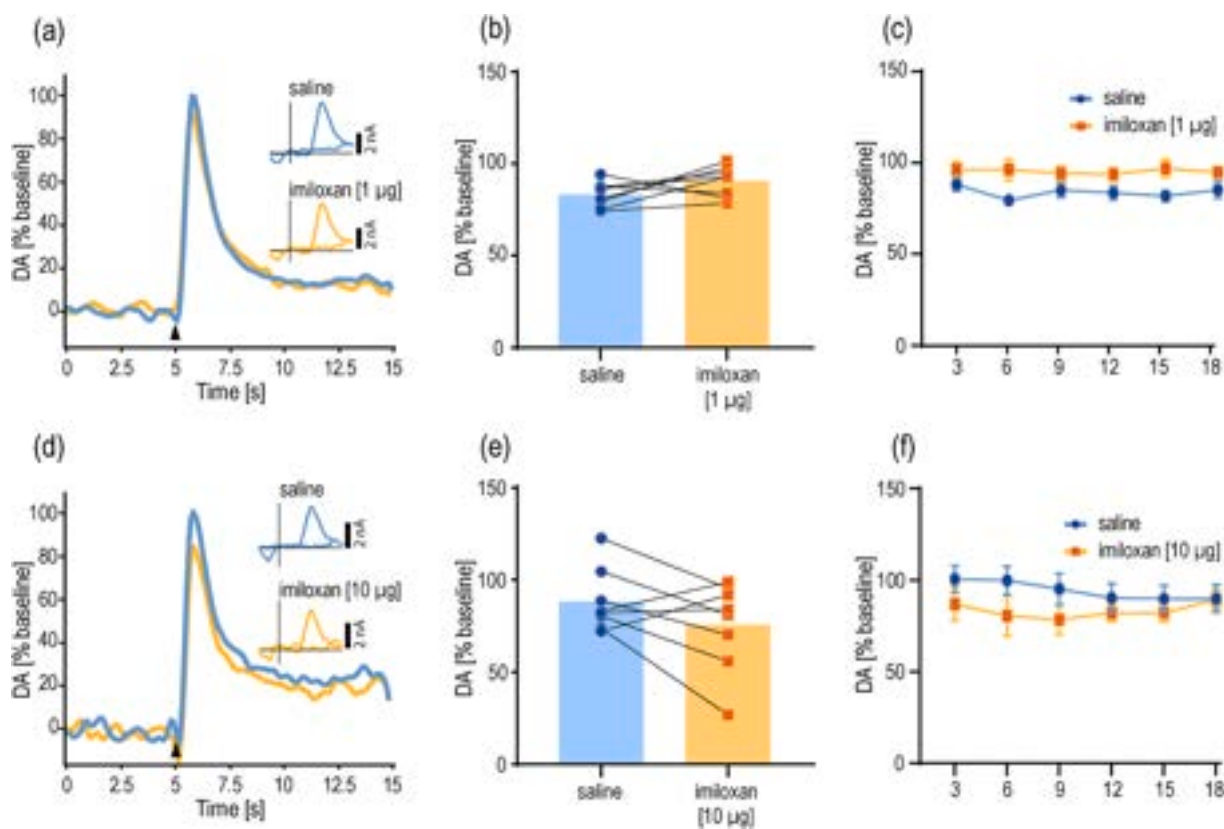 (a)
DA [% baseline]
100
80
60
40
20
0
saline
2 nA
imiloxan [1 µg]
2 nA
0 2.5 5 7.5 10 12.5 15
Time [s]
(b)
DA [% baseline]
150
100
50
0
saline
imiloxan
[1 µg]
(c)
DA [% baseline]
150
100
50
0
saline
imiloxan [1 µg]
3 6 9 12 15 18
(d)
DA [% baseline]
100
80
60
40
20
0
saline
2 nA
imiloxan [10 µg]
2 nA
0 2.5 5 7.5 10 12.5 15
Time [s]
(e)
DA [% baseline]
150
100
50
0
saline
imiloxan
[10 µg]
(f)
DA [% baseline]
150
100
50
0
saline
imiloxan [10 µg]
3 6 9 12 15 18